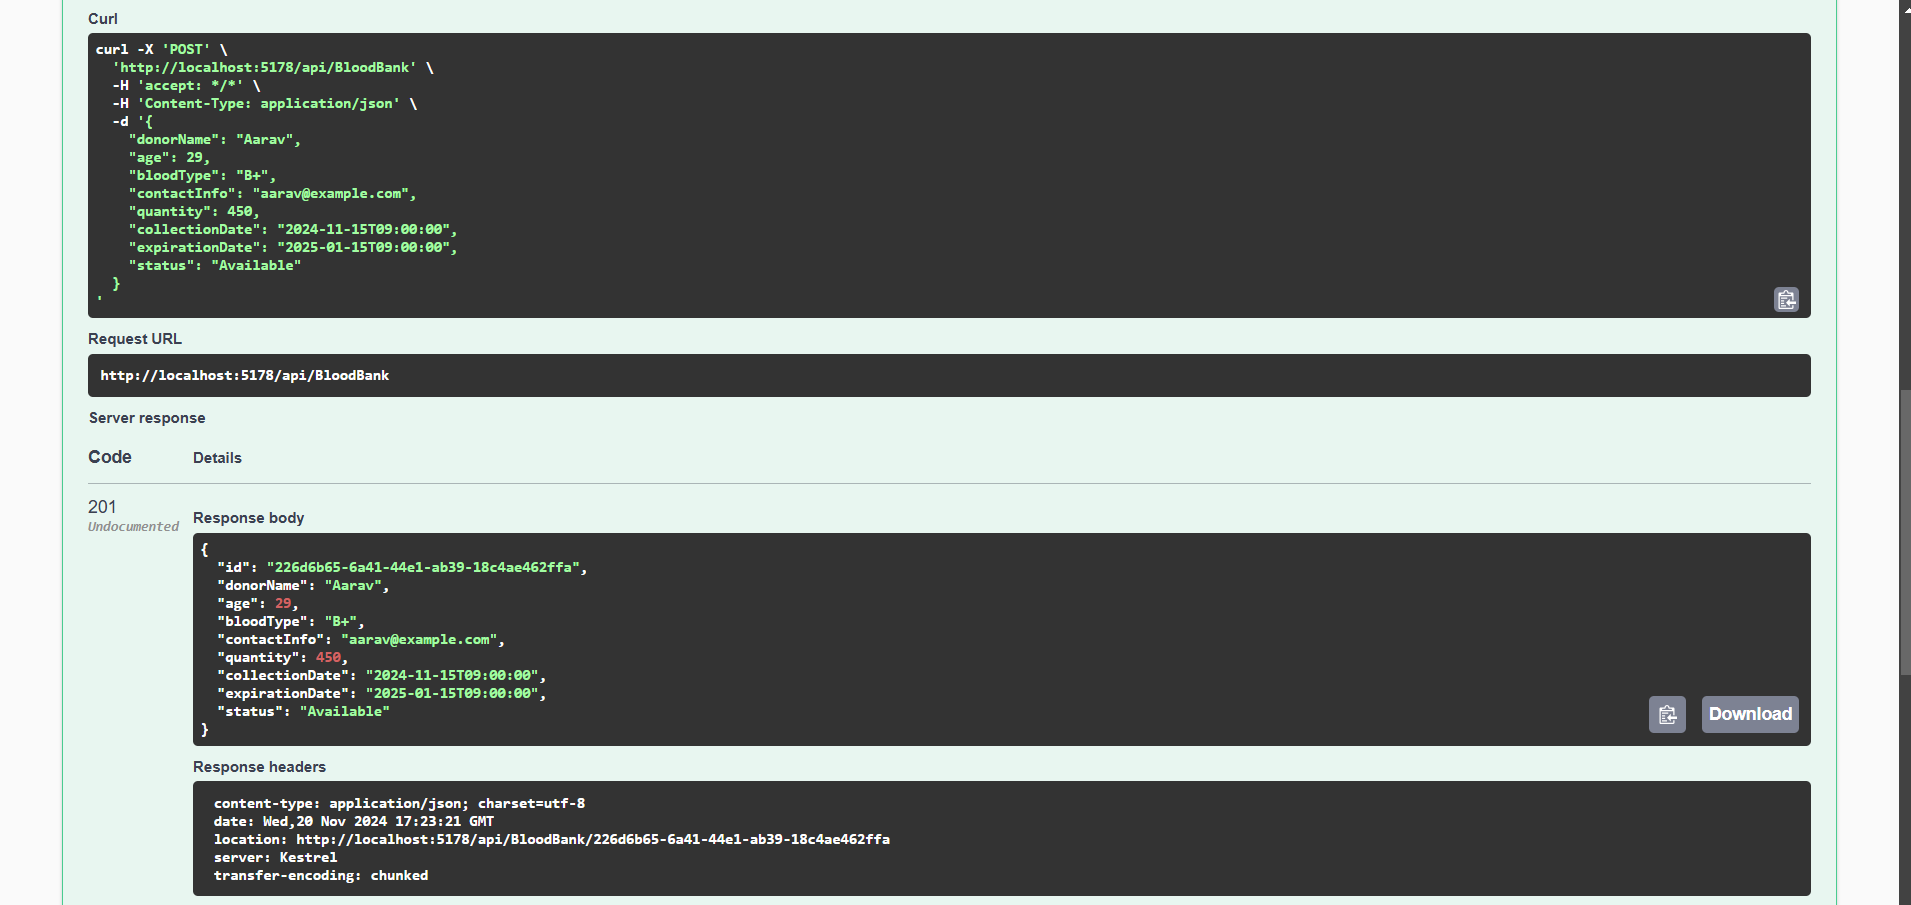 Curl
curl -X 'POST' \
'http://localhost:5178/api/BloodBank' \
-H 'accept: */*' \
-H 'Content-Type: application/json' \
-d '{
"donorName": "Aarav",
"age": 29,
"bloodType": "B+",
"contactInfo": "aarav@example.com",
"quantity": 450,
"collectionDate": "2024-11-15T09:00:00",
"expirationDate": "2025-01-15T09:00:00",
"status": "Available"
}
'
Request URL
http://localhost:5178/api/BloodBank
Server response
Code Details
201
Undocumented
Response body
{
"id": "226d6b65-6a41-44e1-ab39-18c4ae462ffa",
"donorName": "Aarav",
"age": 29,
"bloodType": "B+",
"contactInfo": "aarav@example.com",
"quantity": 450,
"collectionDate": "2024-11-15T09:00:00",
"expirationDate": "2025-01-15T09:00:00",
"status": "Available"
}
Download
Response headers
content-type: application/json; charset=utf-8
date: Wed,20 Nov 2024 17:23:21 GMT
location: http://localhost:5178/api/BloodBank/226d6b65-6a41-44e1-ab39-18c4ae462ffa
server: Kestrel
transfer-encoding: chunked